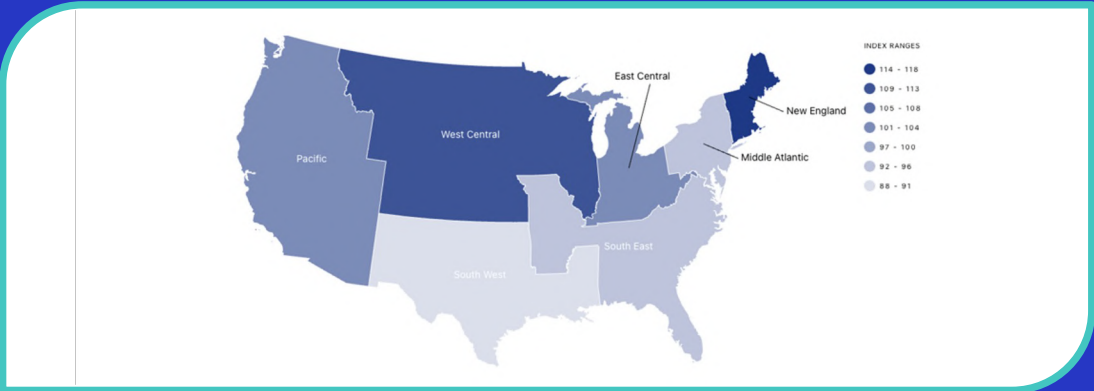 INDEX RANGES
114 - 118
109 - 113
105 - 108
101 - 104
97 - 100
92 - 96
88 - 91
East Central
New England
West Central
Pacific
Middle Atlantic
South East
South West